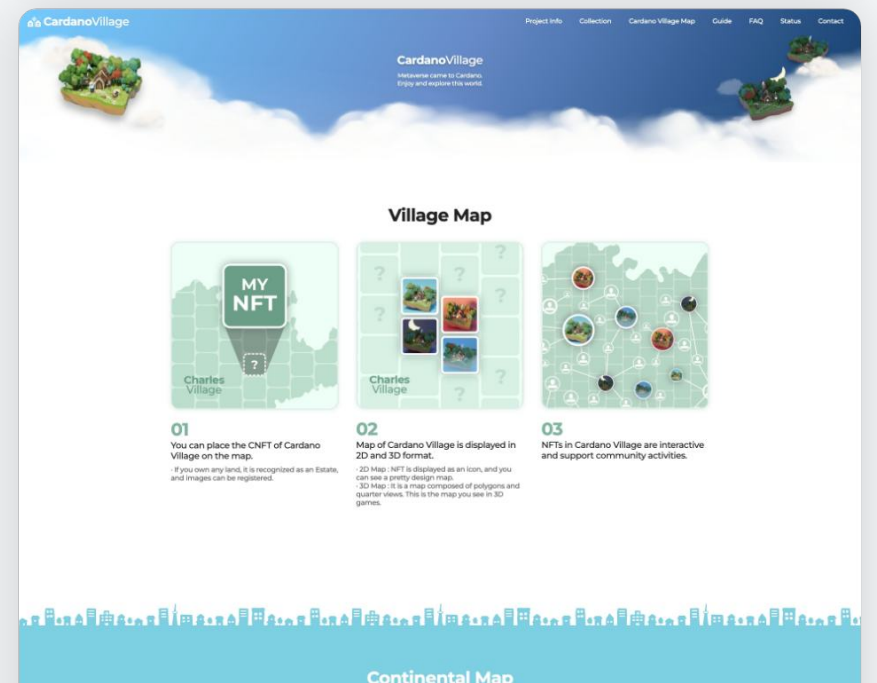 CardanoVillage
Project Info Collection Cardano Village Map Guide FAQ Status Contact
CardanoVillage
Metaverse came to Cardano.
Enjoy and explore this world.
Village Map
MY
NFT
?
Charles
Village
?
?
?
?
?
?
Charles
Village
01
You can place the CNFT of Cardano
Village on the map.
- If you own any land, it is recognized as an Estate,
and images can be registered.
02
Map of Cardano Village is displayed in
2D and 3D format.
- 2D Map : NFT is displayed as an icon, and you
can see a pretty design map.
- 3D Map : It is a map composed of polygons and
quarter views. This is the map you see in 3D
games.
03
NFTs in Cardano Village are interactive
and support community activities.
Continental Map